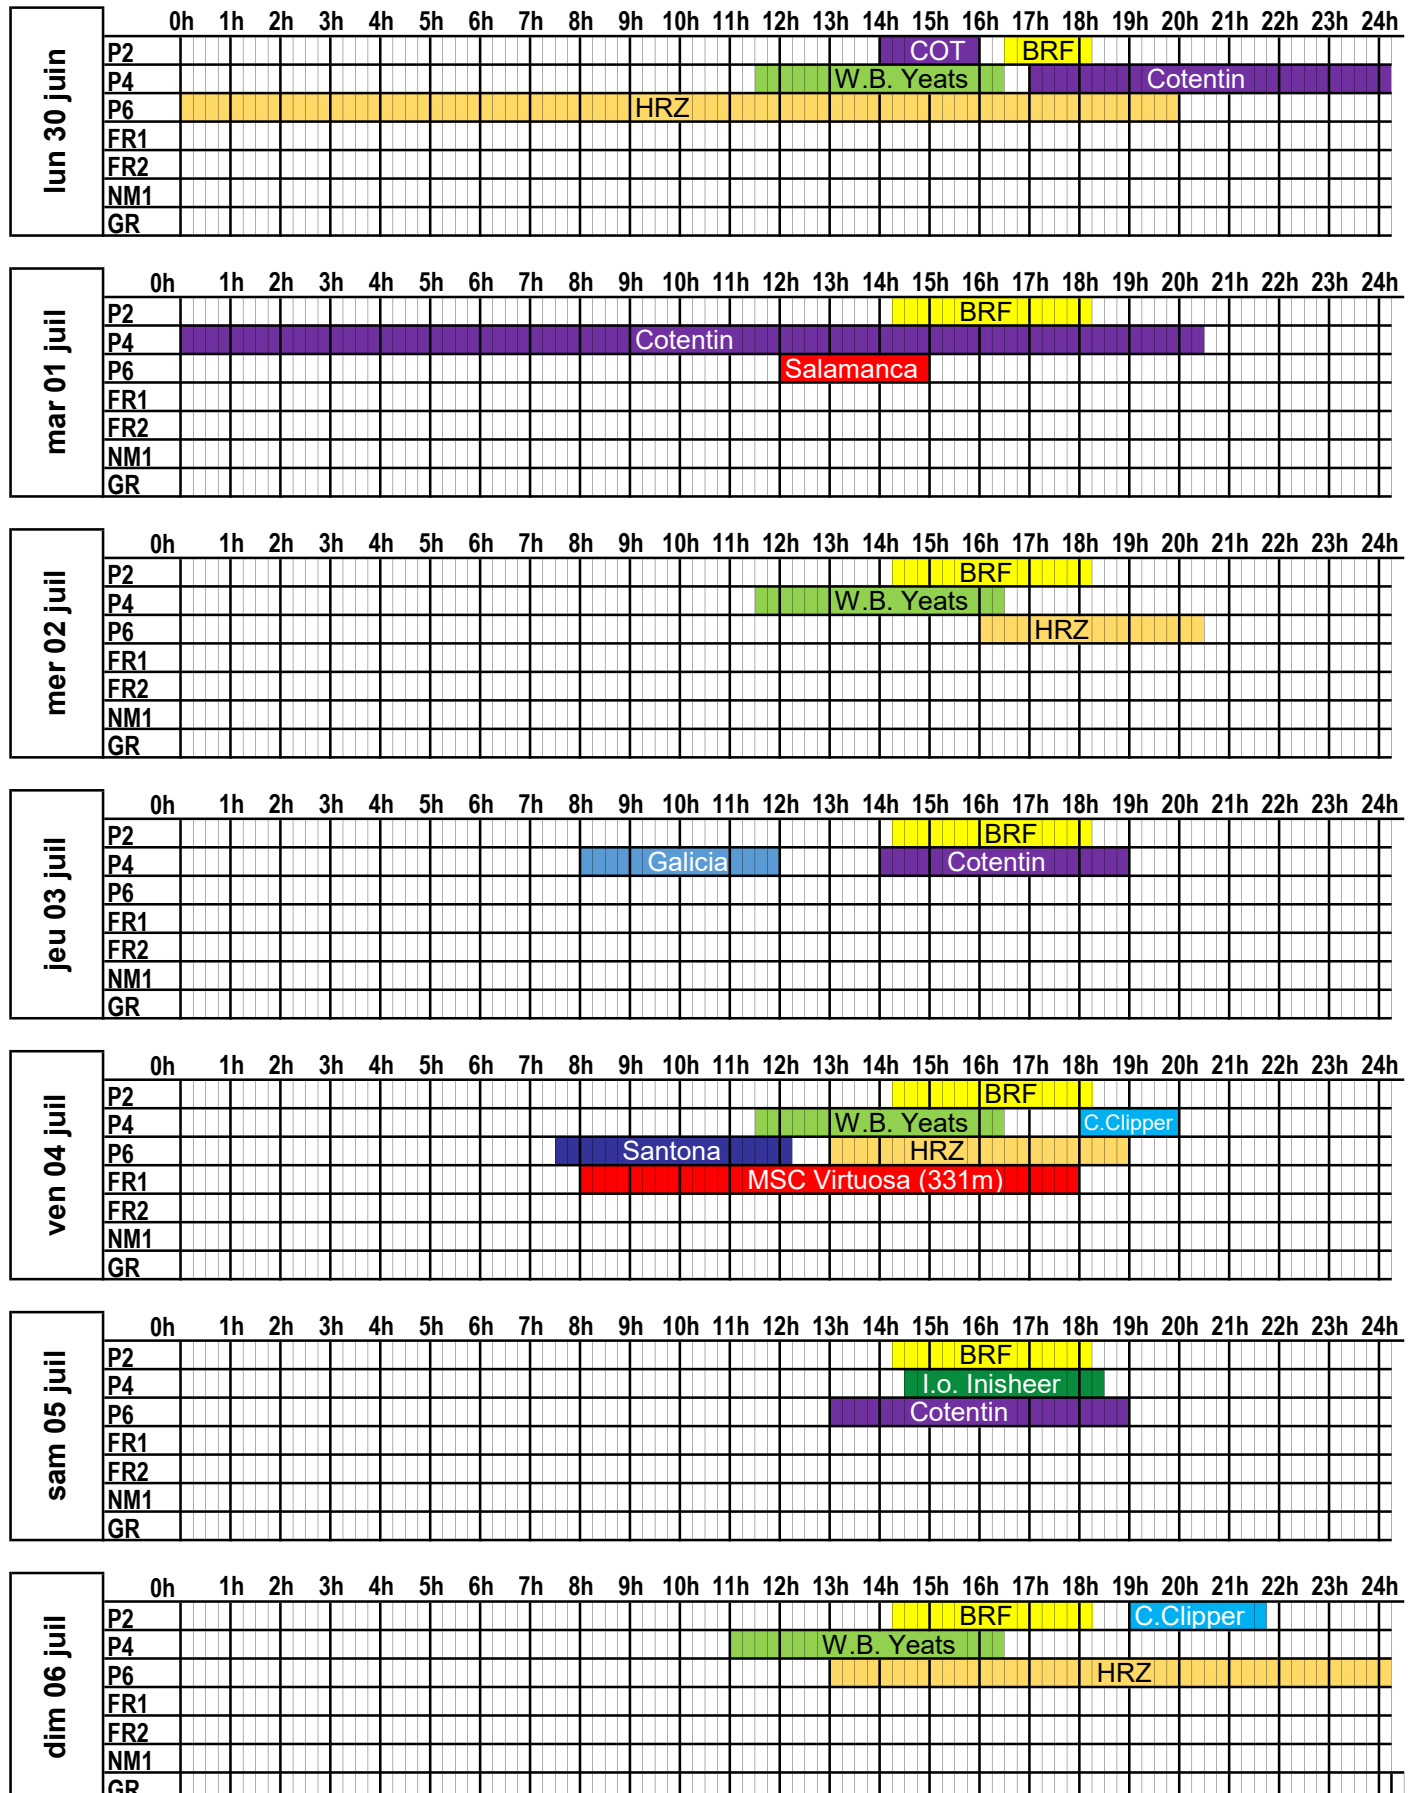 lun 30 juin
0h 1h 2h 3h 4h 5h 6h 7h 8h 9h 10h 11h 12h 13h 14h 15h 16h 17h 18h 19h 20h 21h 22h 23h 24h
P2 COT BRF
P4 W.B. Yeats Cotentin
P6 HRZ
FR1
FR2
NM1
GR
mar 01 juil
0h 1h 2h 3h 4h 5h 6h 7h 8h 9h 10h 11h 12h 13h 14h 15h 16h 17h 18h 19h 20h 21h 22h 23h 24h
P2 BRF
P4 Cotentin
P6 Salamanca
FR1
FR2
NM1
GR
mer 02 juil
0h 1h 2h 3h 4h 5h 6h 7h 8h 9h 10h 11h 12h 13h 14h 15h 16h 17h 18h 19h 20h 21h 22h 23h 24h
P2 BRF
P4 W.B. Yeats
P6 HRZ
FR1
FR2
NM1
GR
jeu 03 juil
0h 1h 2h 3h 4h 5h 6h 7h 8h 9h 10h 11h 12h 13h 14h 15h 16h 17h 18h 19h 20h 21h 22h 23h 24h
P2 BRF
P4 Galicia Cotentin
P6
FR1
FR2
NM1
GR
ven 04 juil
0h 1h 2h 3h 4h 5h 6h 7h 8h 9h 10h 11h 12h 13h 14h 15h 16h 17h 18h 19h 20h 21h 22h 23h 24h
P2 BRF
P4 W.B. Yeats C.Clipper
P6 Santona HRZ
FR1 MSC Virtuosa (331m)
FR2
NM1
GR
sam 05 juil
0h 1h 2h 3h 4h 5h 6h 7h 8h 9h 10h 11h 12h 13h 14h 15h 16h 17h 18h 19h 20h 21h 22h 23h 24h
P2 BRF
P4 I.o. Inisheer
P6 Cotentin
FR1
FR2
NM1
GR
dim 06 juil
0h 1h 2h 3h 4h 5h 6h 7h 8h 9h 10h 11h 12h 13h 14h 15h 16h 17h 18h 19h 20h 21h 22h 23h 24h
P2 BRF C.Clipper
P4 W.B. Yeats
P6 HRZ
FR1
FR2
NM1
GR